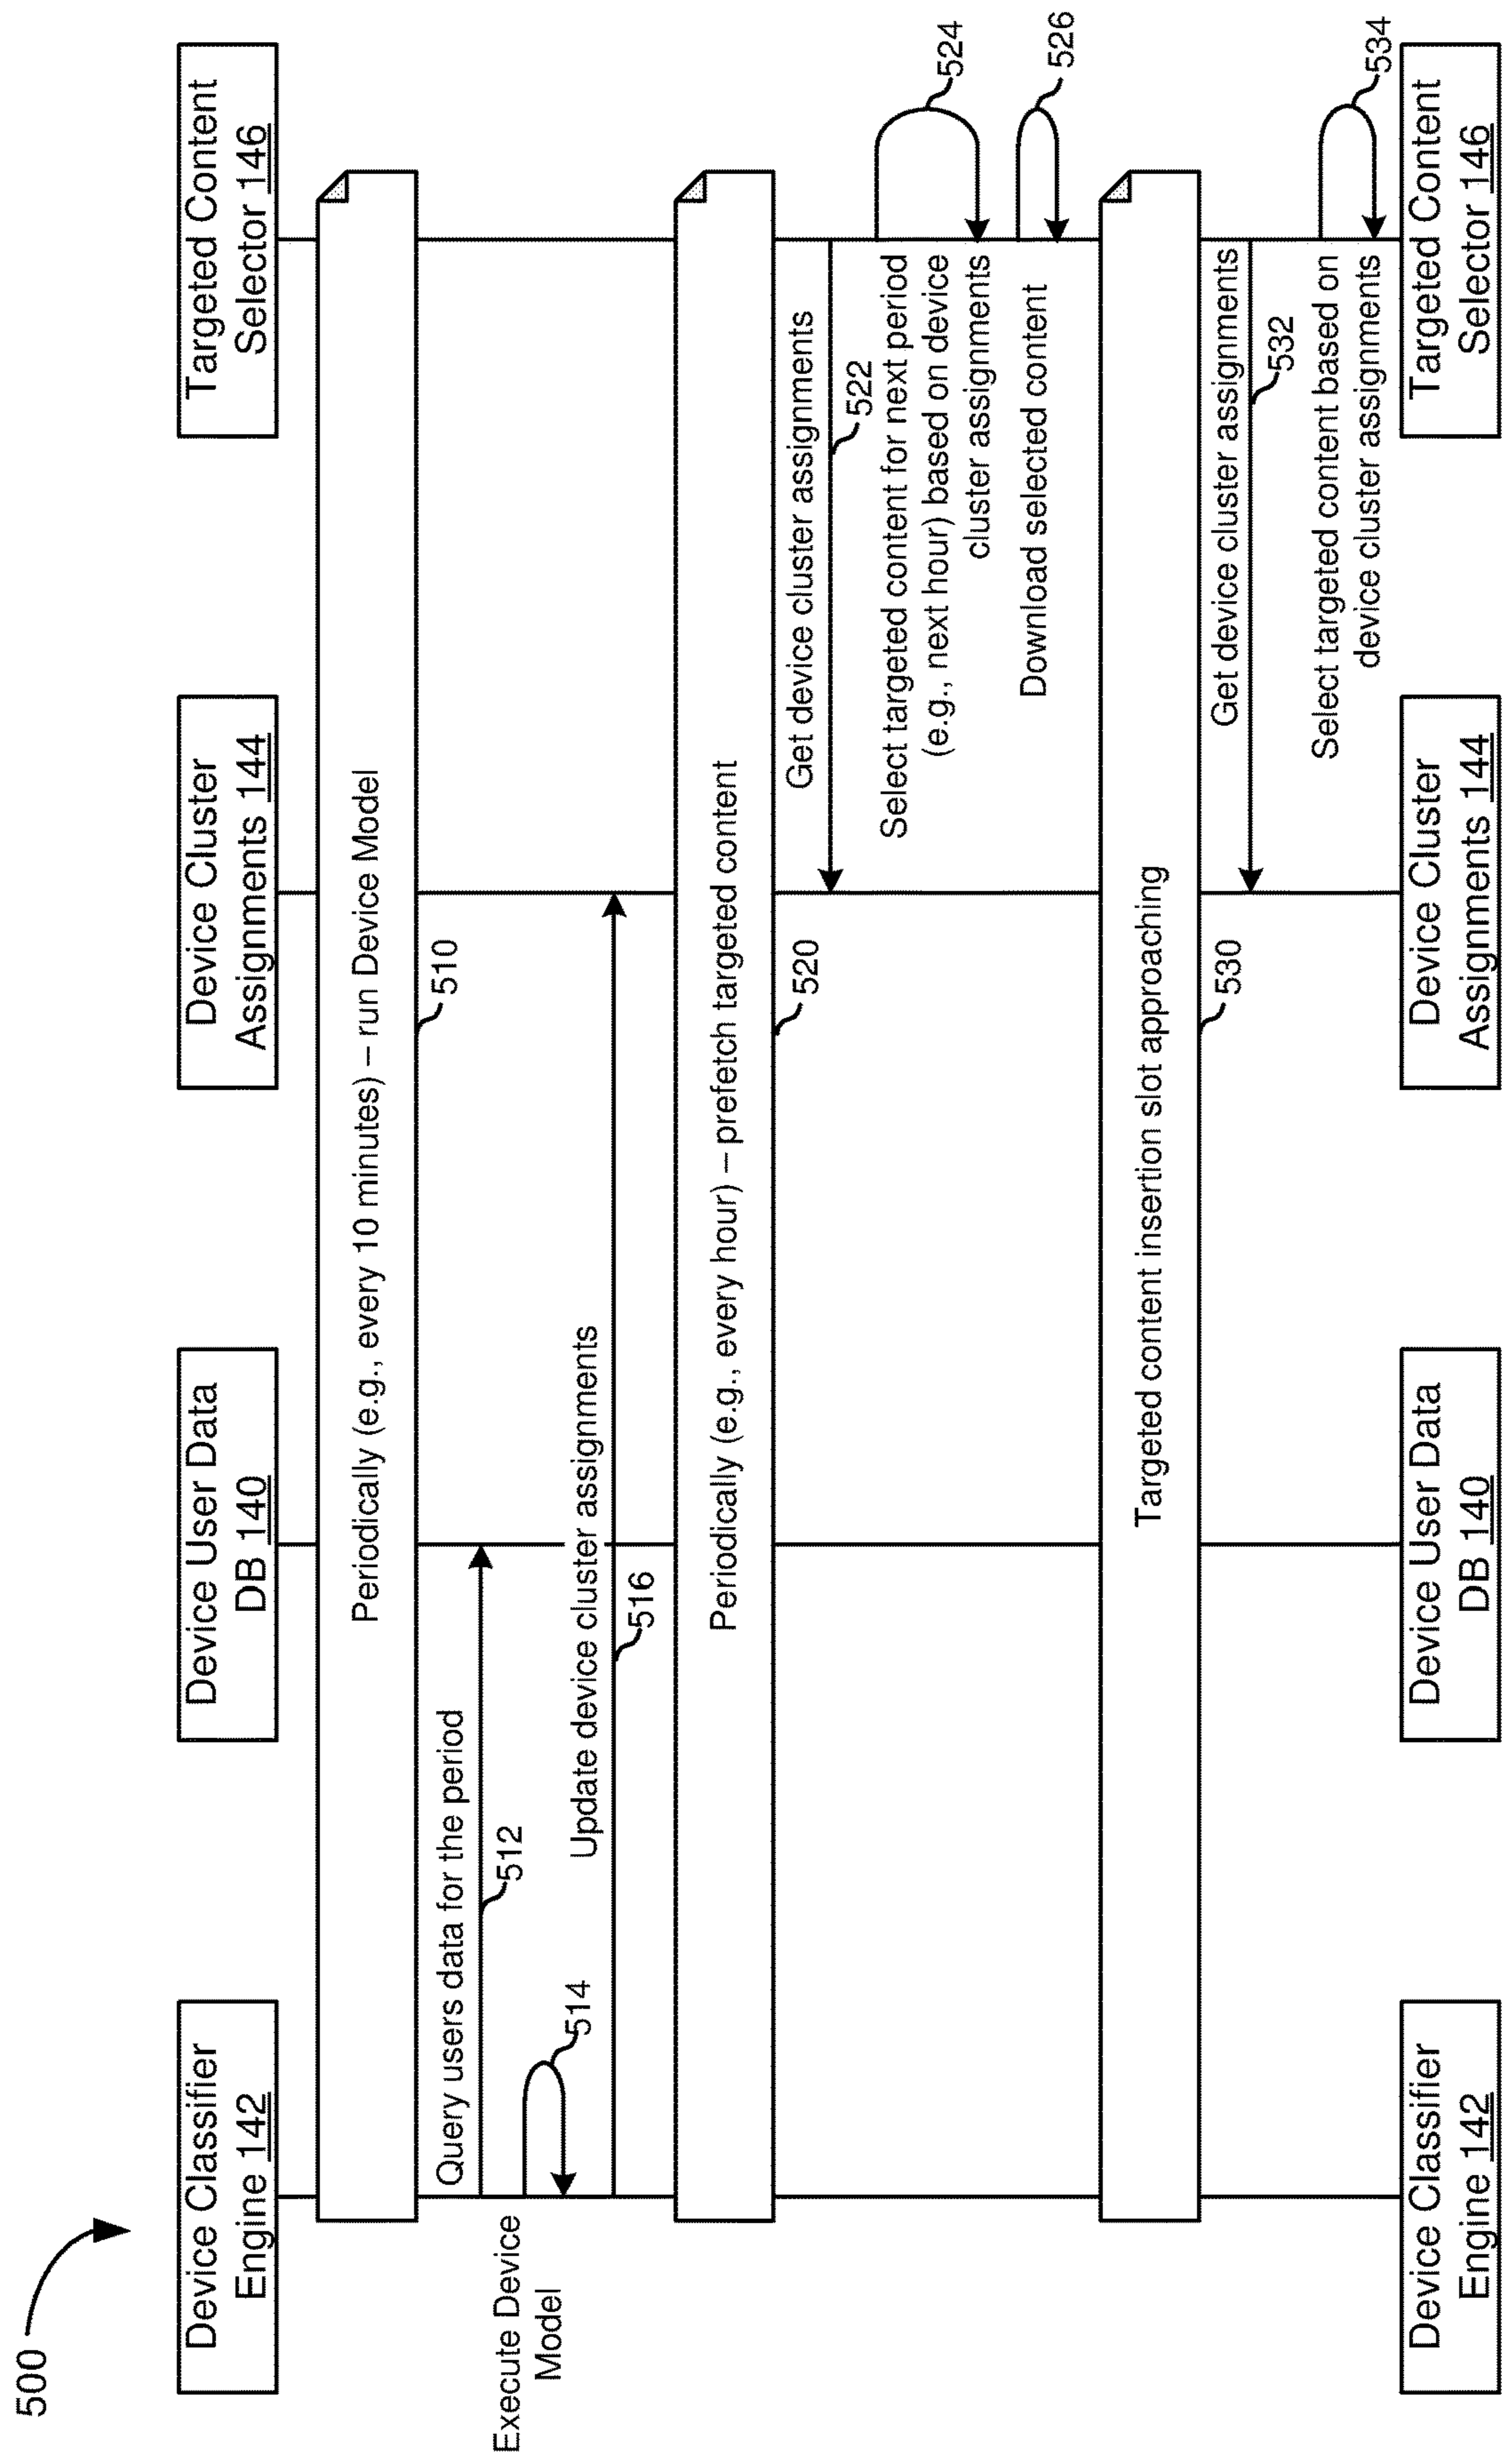 500
Device Classifier
Engine 142
Device User Data
DB 140
Device Cluster
Assignments 144
Targeted Content
Selector 146
Periodically (e.g., every 10 minutes) – run Device Model
510
Query users data for the period
512
Execute Device
Model
514
Update device cluster assignments
516
Periodically (e.g., every hour) – prefetch targeted content
520
Get device cluster assignments
522
Select targeted content for next period
(e.g., next hour) based on device
cluster assignments
524
Download selected content
526
Targeted content insertion slot approaching
530
Get device cluster assignments
532
Select targeted content based on
device cluster assignments
534
Device Classifier
Engine 142
Device User Data
DB 140
Device Cluster
Assignments 144
Targeted Content
Selector 146